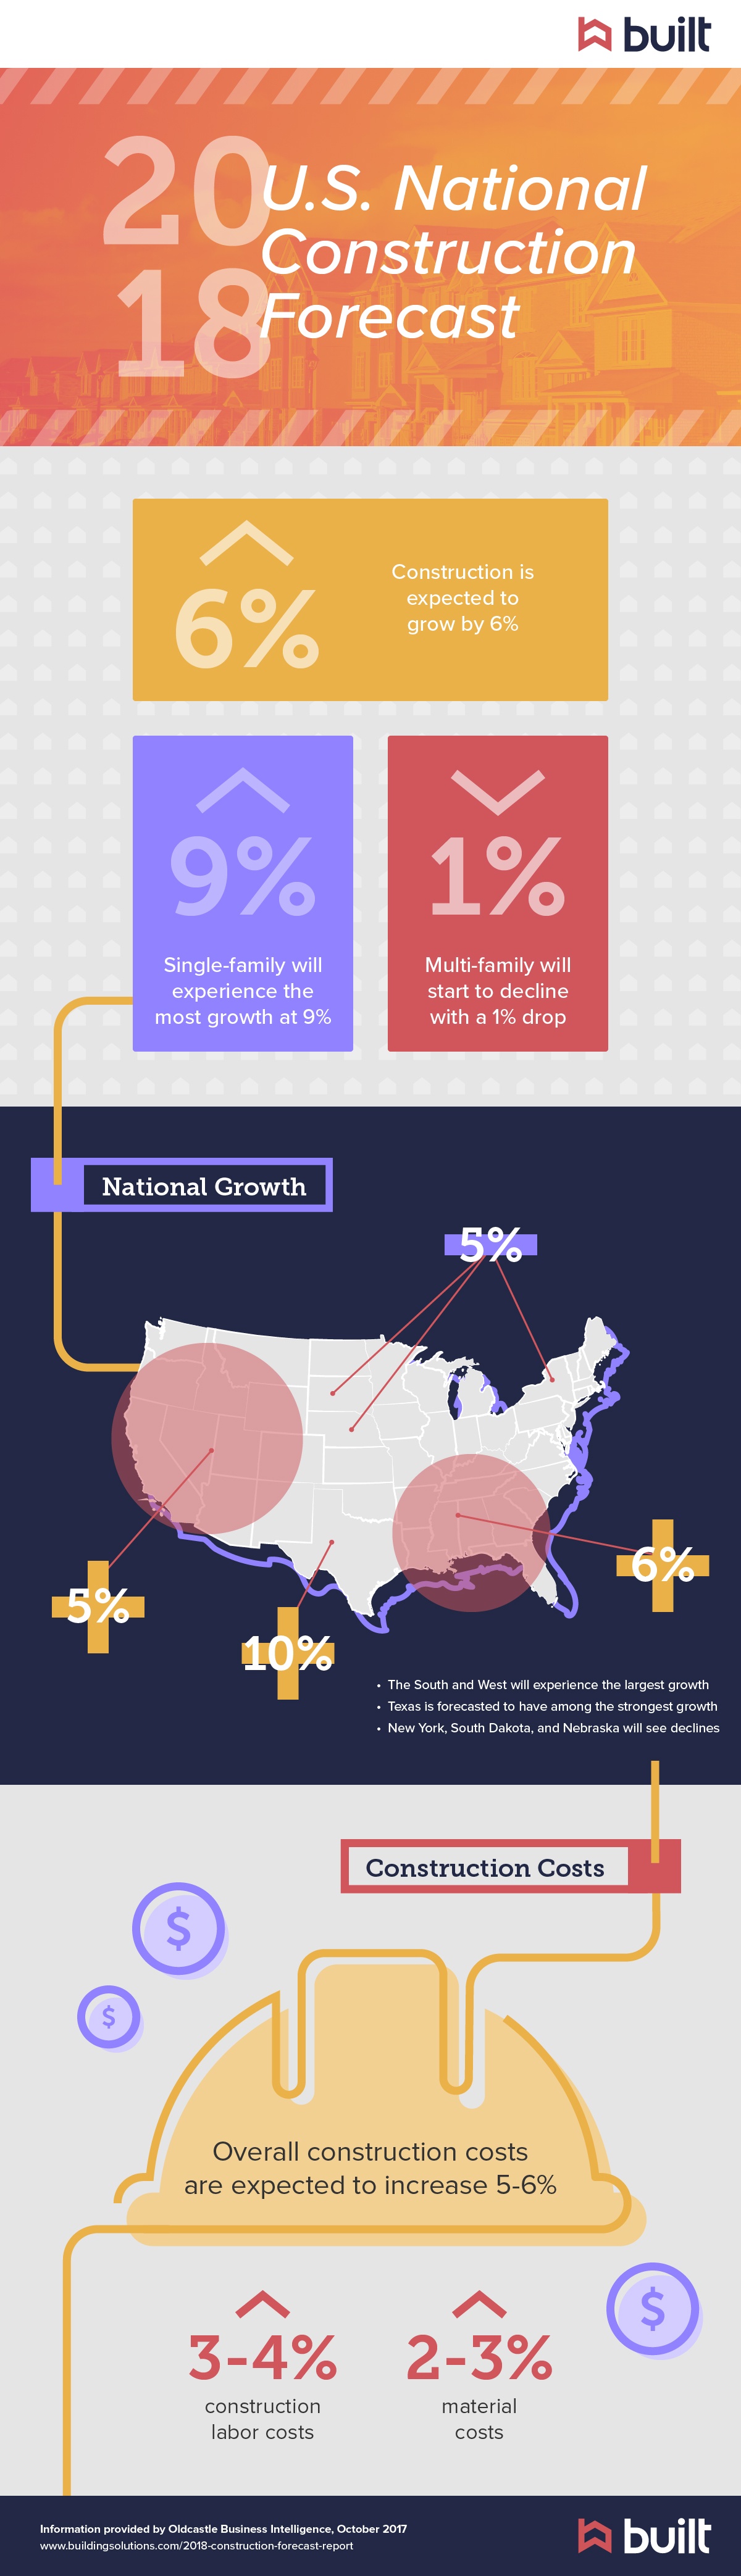 built
20
18
U.S. National
Construction
Forecast
6%
Construction is
expected to
grow by 6%
9%
Single-family will
experience the
most growth at 9%
1%
Multi-family will
start to decline
with a 1% drop
National Growth
5%
6%
5%
10%
• The South and West will experience the largest growth
• Texas is forecasted to have among the strongest growth
• New York, South Dakota, and Nebraska will see declines
Construction Costs
$
$
Overall construction costs
are expected to increase 5-6%
$
3-4%
construction
labor costs
2-3%
material
costs
Information provided by Oldcastle Business Intelligence, October 2017
www.buildingsolutions.com/2018-construction-forecast-report
built